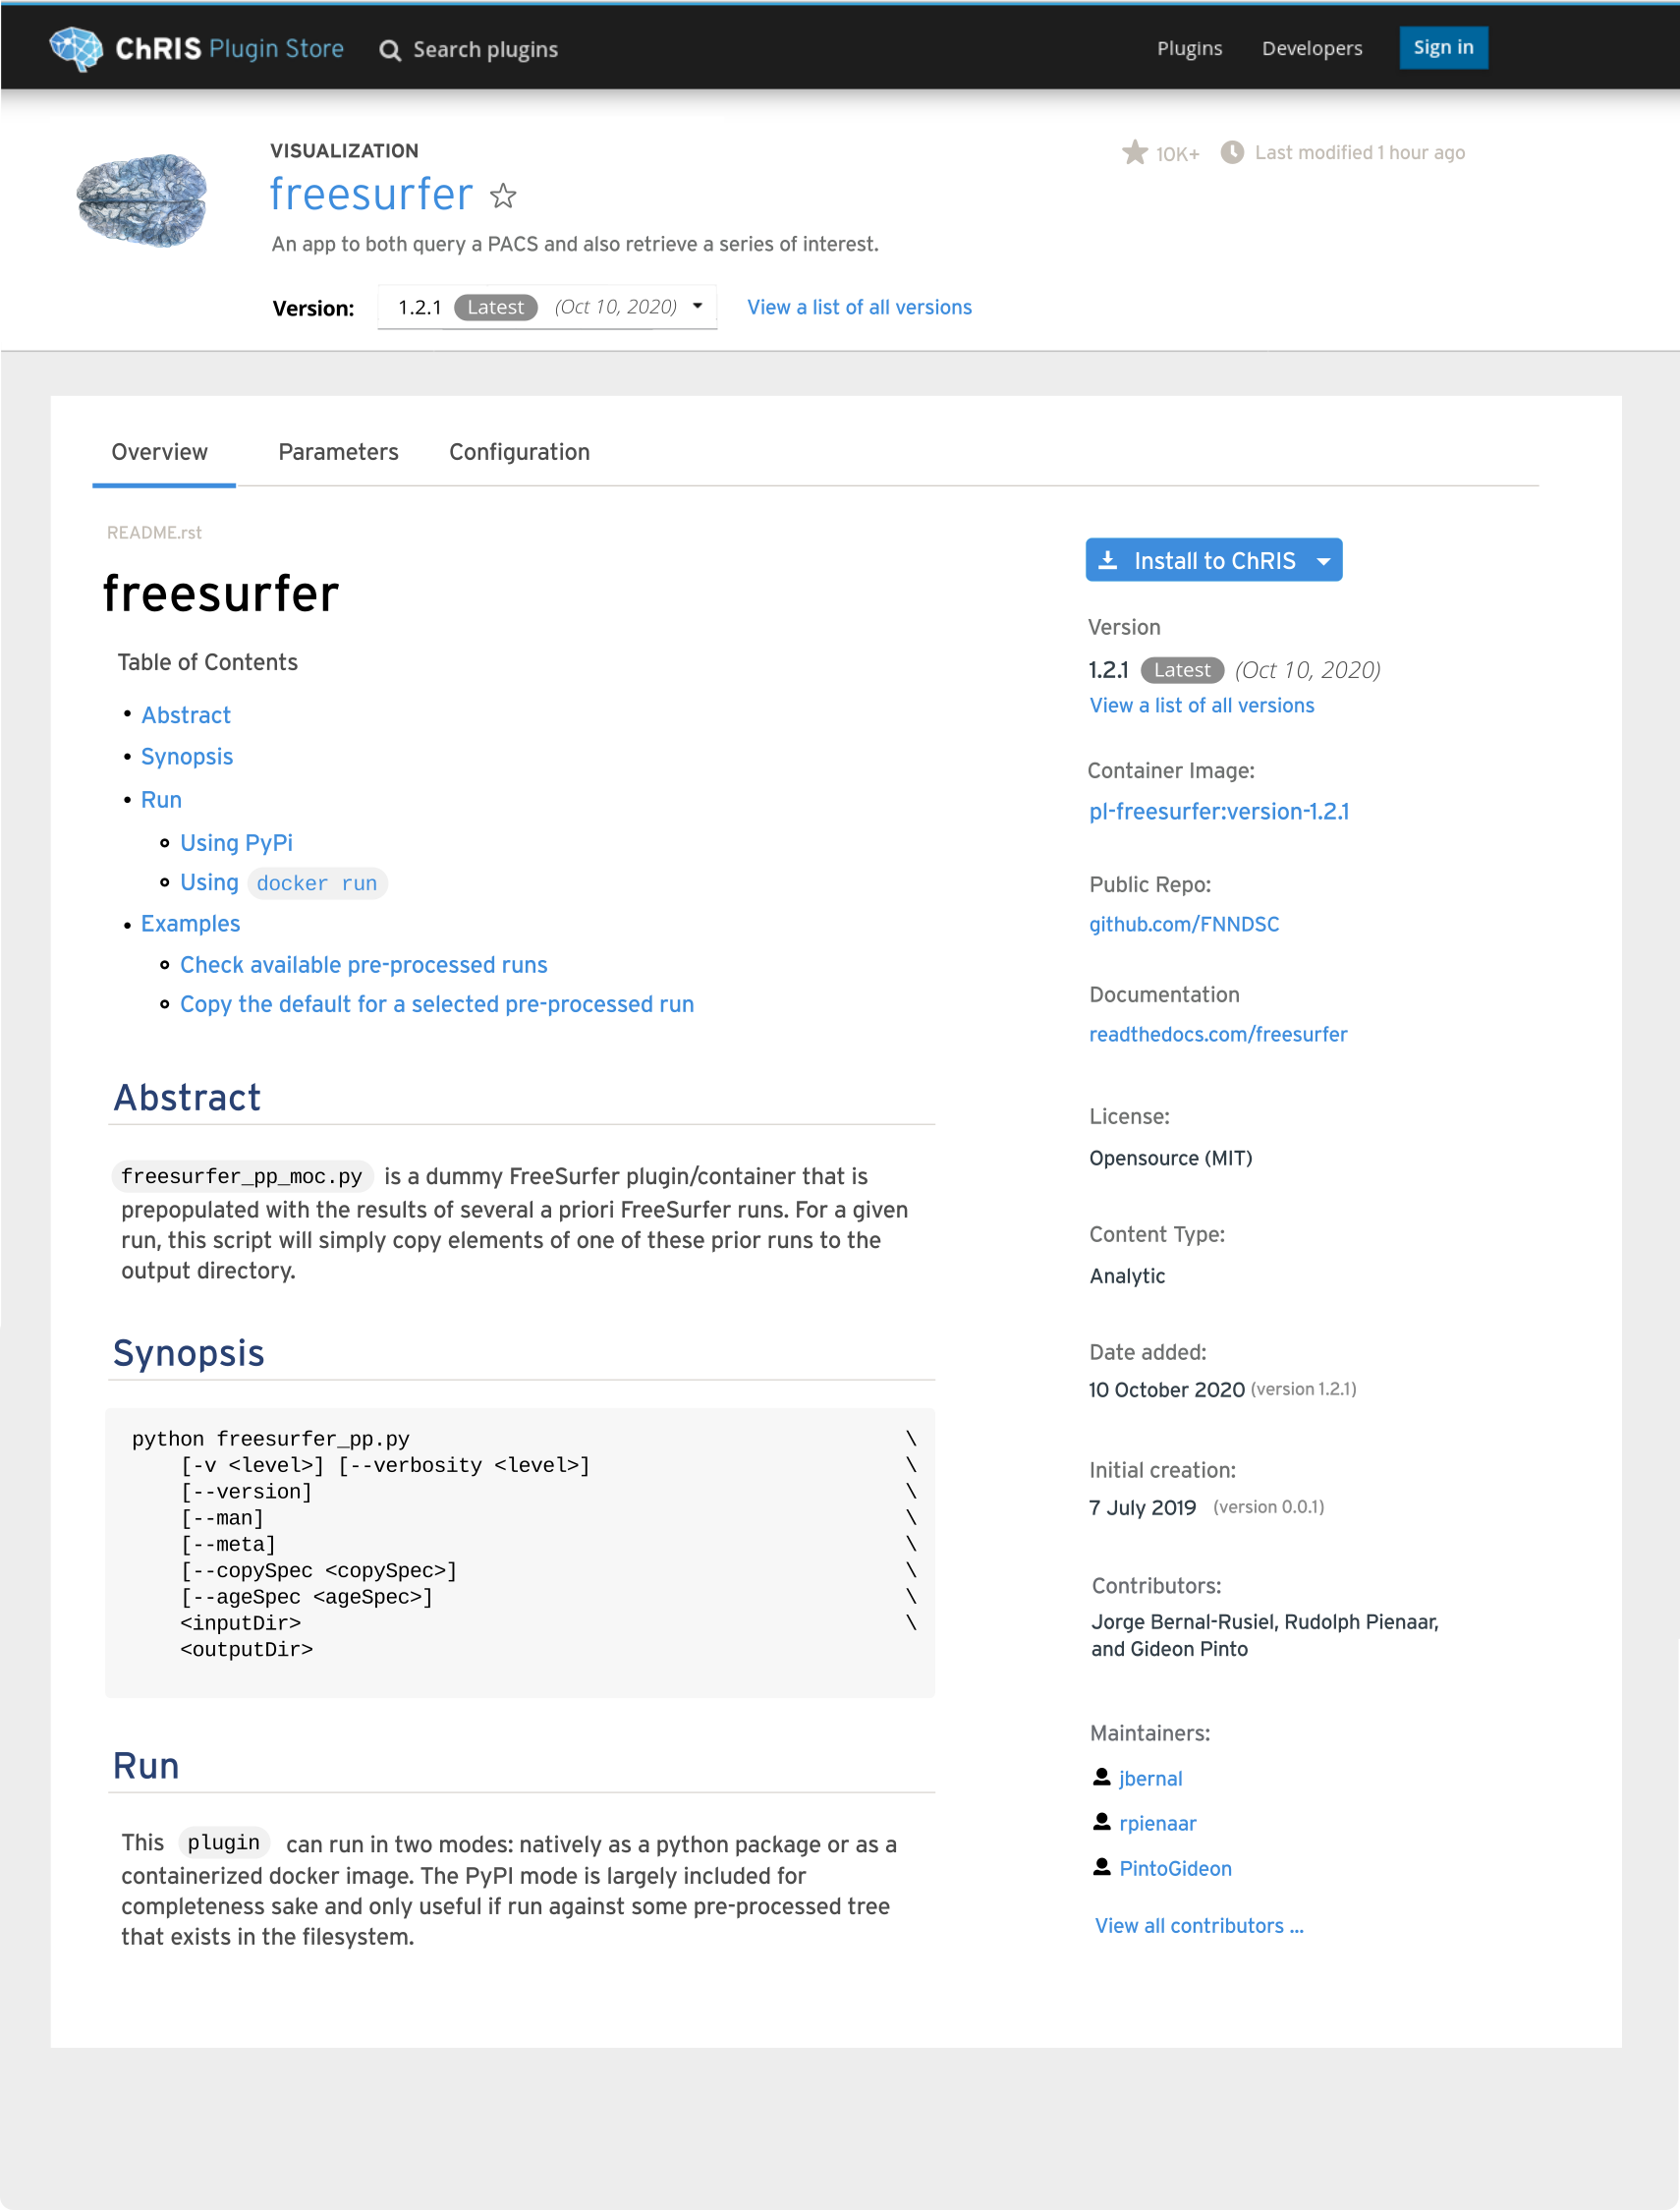 ChRIS Plugin Store Search plugins Plugins Developers Sign in
VISUALIZATION
10K+ Last modified 1 hour ago
freesurfer
An app to both query a PACS and also retrieve a series of interest.
Version: 1.2.1 Latest (Oct 10, 2020) View a list of all versions
Overview Parameters Configuration
README.rst
freesurfer
Table of Contents
• Abstract
• Synopsis
• Run
Using PyPi
Using docker run
• Examples
Check available pre-processed runs
Copy the default for a selected pre-processed run
Abstract
freesurfer_pp_moc.py is a dummy FreeSurfer plugin/container that is
prepopulated with the results of several a priori FreeSurfer runs. For a given
run, this script will simply copy elements of one of these prior runs to the
output directory.
Synopsis
python freesurfer_pp.py \
[-v <level>] [--verbosity <level>] \
[--version] \
[--man] \
[--meta] \
[--copySpec <copySpec>] \
[--ageSpec <ageSpec>] \
<inputDir> \
<outputDir>
Run
This plugin can run in two modes: natively as a python package or as a
containerized docker image. The PyPI mode is largely included for
completeness sake and only useful if run against some pre-processed tree
that exists in the filesystem.
Install to ChRIS
Version
1.2.1 Latest (Oct 10, 2020)
View a list of all versions
Container Image:
pl-freesurfer:version-1.2.1
Public Repo:
github.com/FNNDSC
Documentation
readthedocs.com/freesurfer
License:
Opensource (MIT)
Content Type:
Analytic
Date added:
10 October 2020 (version 1.2.1)
Initial creation:
7 July 2019 (version 0.0.1)
Contributors:
Jorge Bernal-Rusiel, Rudolph Pienaar,
and Gideon Pinto
Maintainers:
jbernal
rpienaar
PintoGideon
View all contributors ...